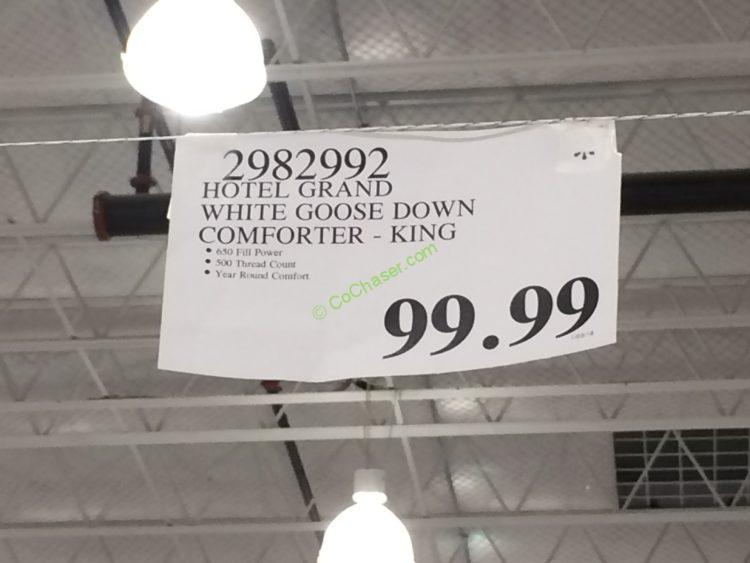 2982992
HOTEL GRAND
WHITE GOOSE DOWN
COMFORTER - KING
• 650 Fill Power
• 500 Thread Count
• Year Round Comfort
© CoChaser.com
99.99